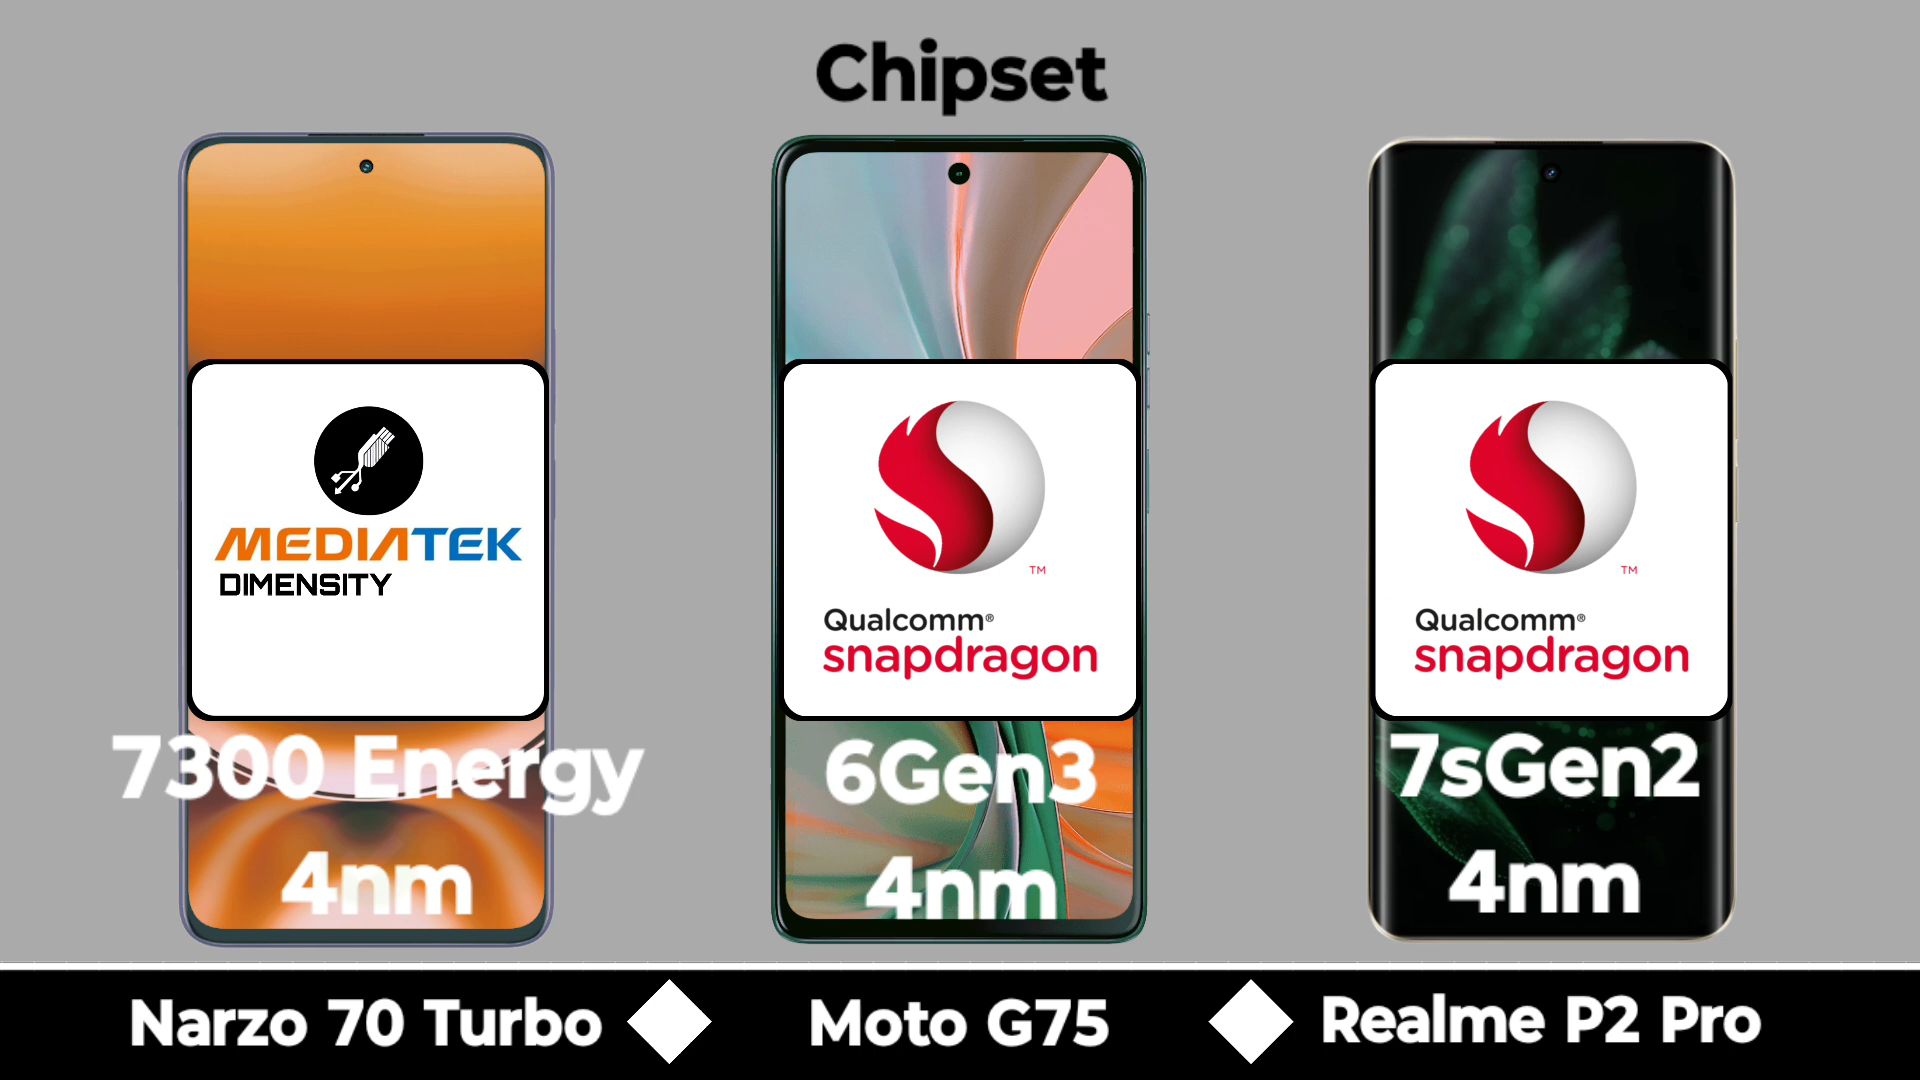 Chipset
MEDIATEK
DIMENSITY
7300 Energy
4nm
Narzo 70 Turbo
TM
Qualcomm®
snapdragon
6Gen3
4nm
Moto G75
TM
Qualcomm®
snapdragon
7sGen2
4nm
Realme P2 Pro